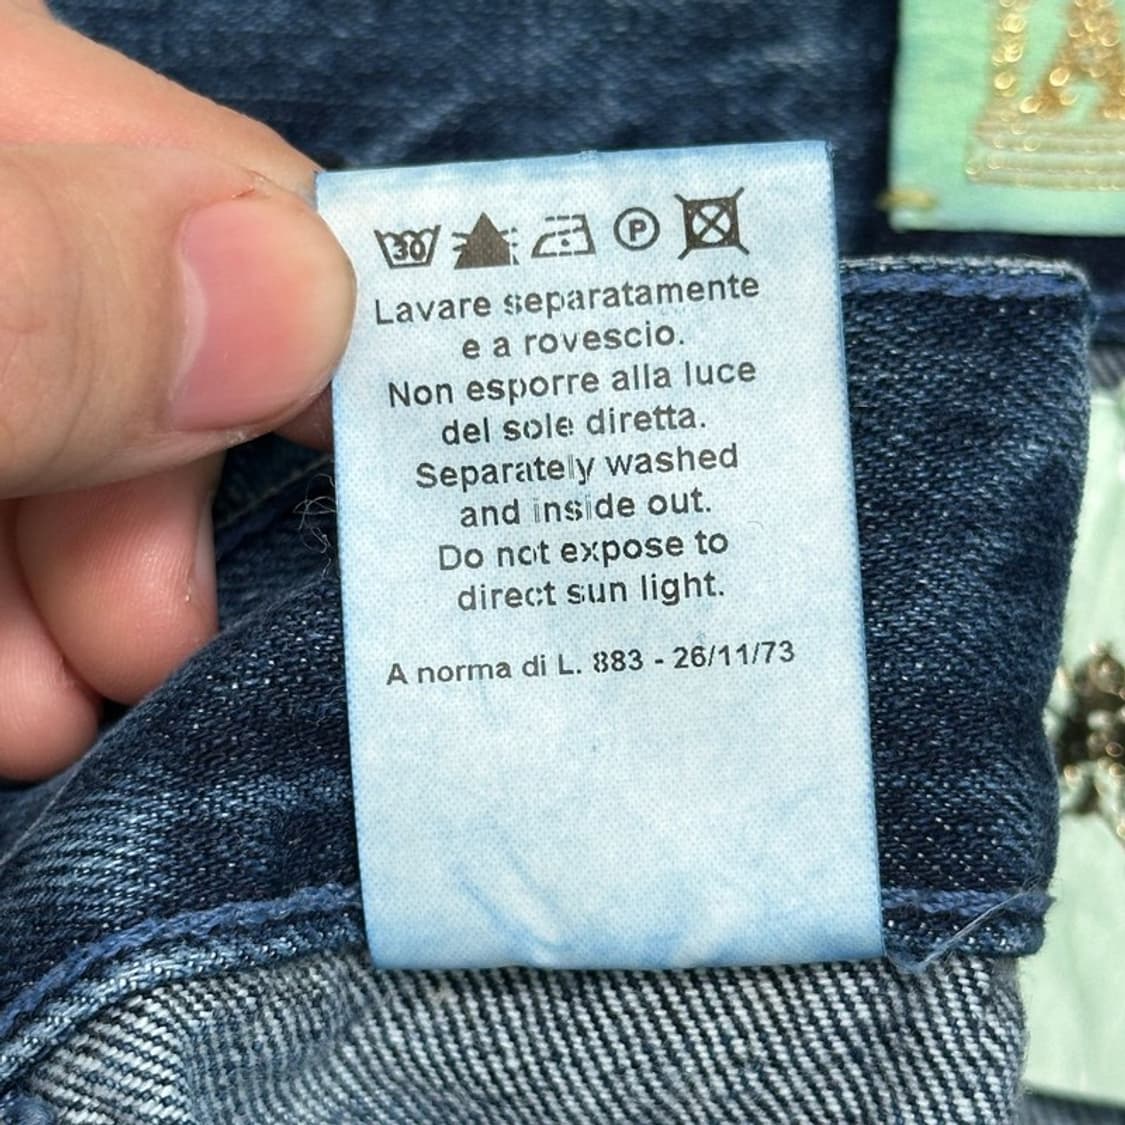 30 P
Lavare separatamente
e a rovescio.
Non esporre alla luce
del sole diretta.
Separately washed
and inside out.
Do not expose to
direct sun light.
A norma di L. 883 - 26/11/73